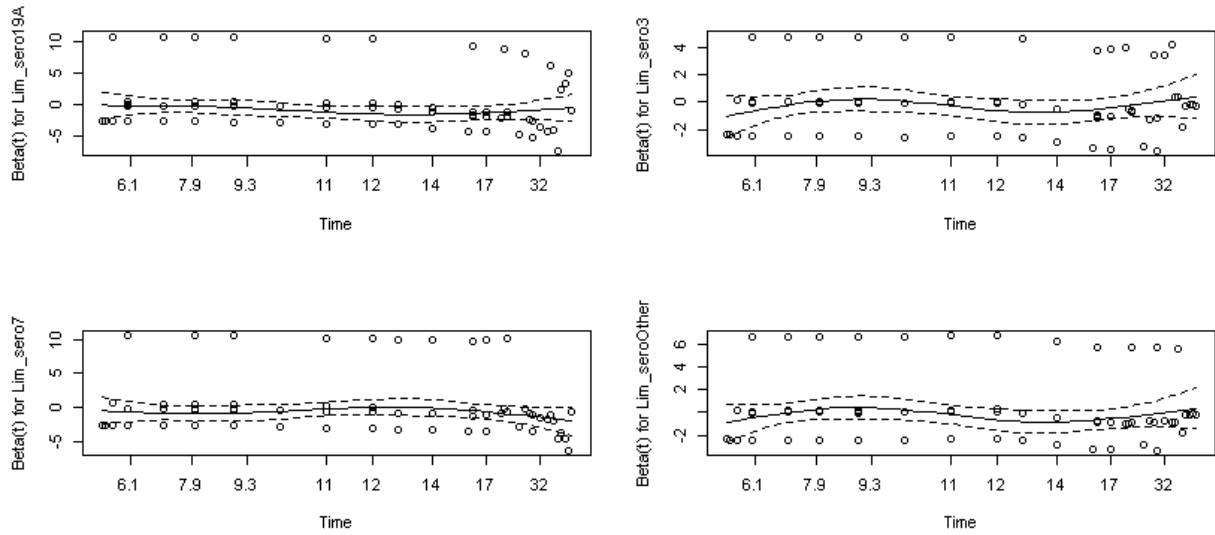 Beta(t) for Lim_sero19A
10
5
0
-5
6.1 7.9 9.3 11 12 14 17 32
Time
Beta(t) for Lim_sero3
4
2
0
-2
6.1 7.9 9.3 11 12 14 17 32
Time
Beta(t) for Lim_sero7
10
5
0
-5
6.1 7.9 9.3 11 12 14 17 32
Time
Beta(t) for Lim_seroOther
6
4
2
-2
6.1 7.9 9.3 11 12 14 17 32
Time